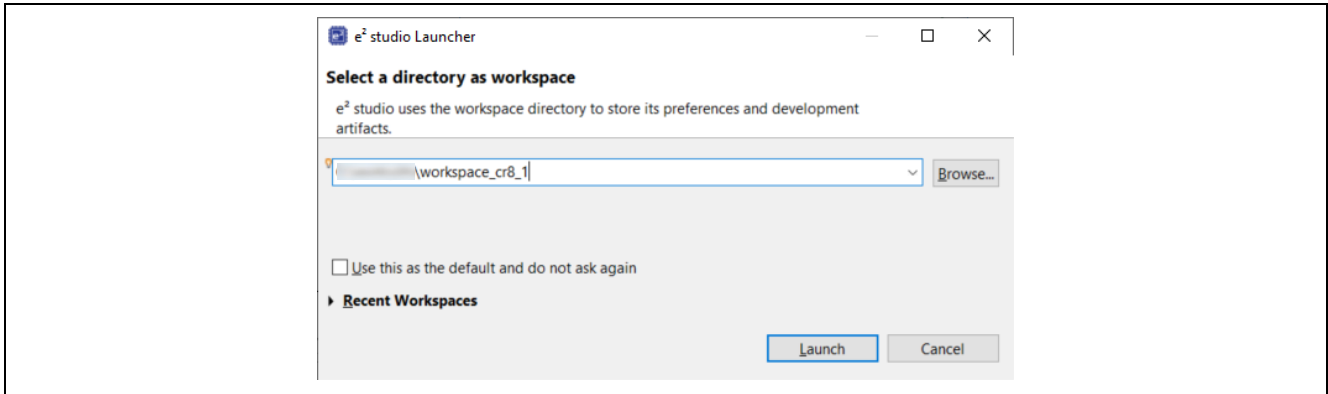 e² studio Launcher
Select a directory as workspace
e² studio uses the workspace directory to store its preferences and development
artifacts.
\workspace_cr8_1
Browse...
Use this as the default and do not ask again
Recent Workspaces
Launch
Cancel